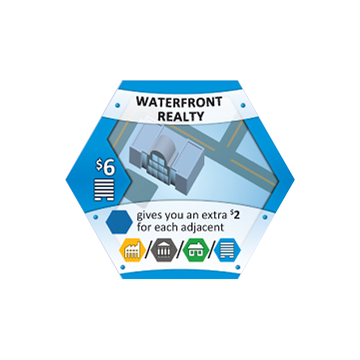 WATERFRONT
REALTY
$6
gives you an extra $2
for each adjacent
/ / /